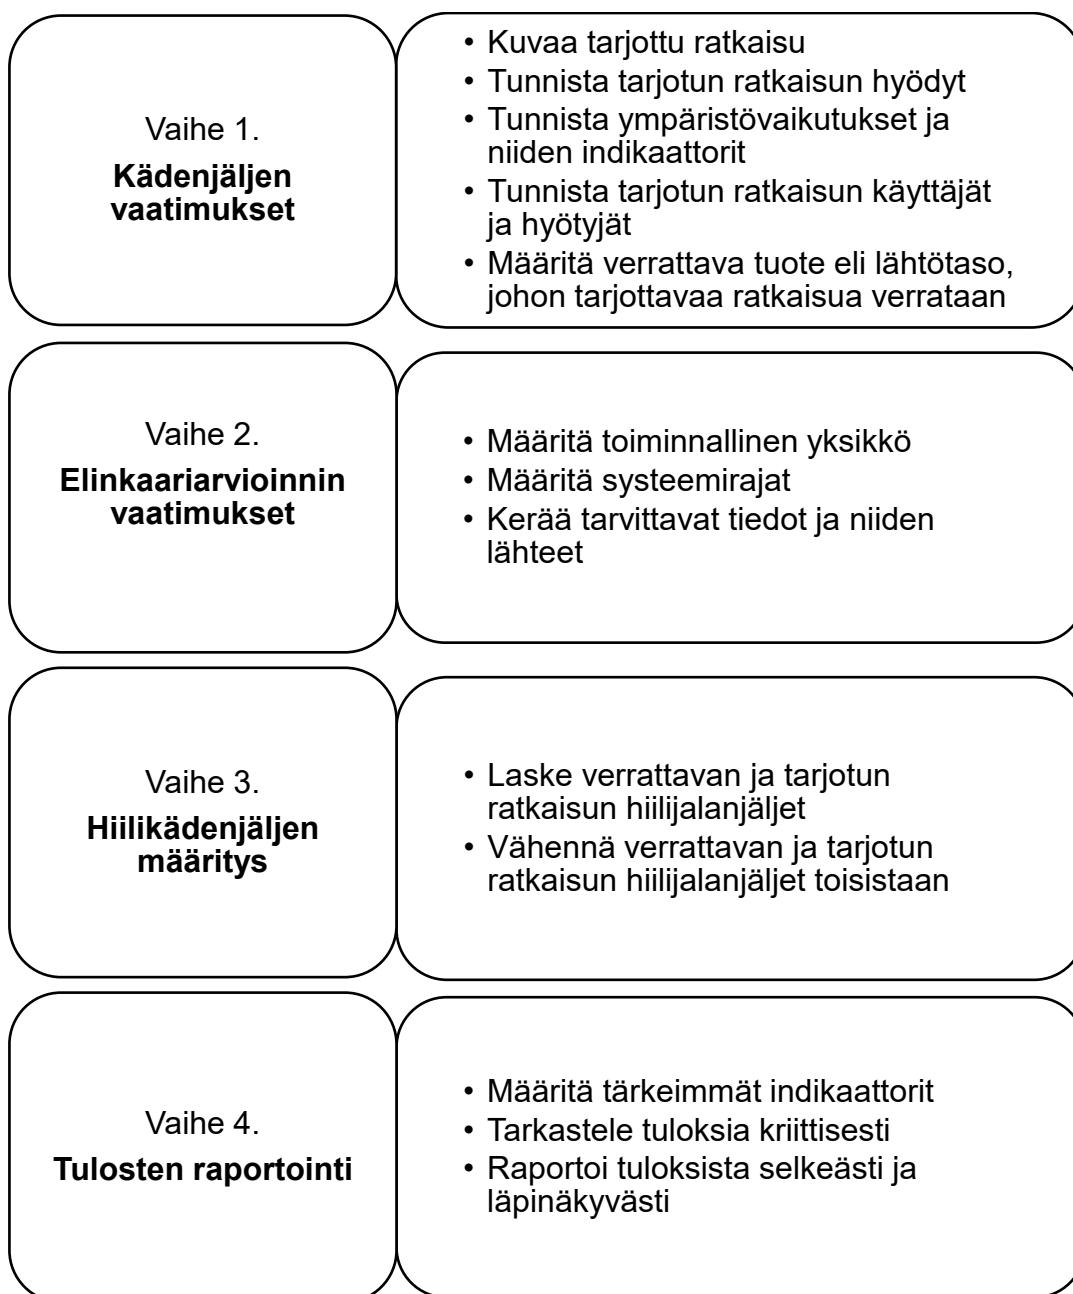 Vaihe 1.
Kädenjäljen
vaatimukset
• Kuvaa tarjottu ratkaisu
• Tunnista tarjotun ratkaisun hyödyt
• Tunnista ympäristövaikutukset ja
niiden indikaattorit
• Tunnista tarjotun ratkaisun käyttäjät
ja hyötyjät
• Määritä verrattava tuote eli lähtötaso,
johon tarjottavaa ratkaisua verrataan
Vaihe 2.
Elinkaariarvioinnin
vaatimukset
• Määritä toiminnallinen yksikkö
• Määritä systeemirajat
• Kerää tarvittavat tiedot ja niiden
lähteet
Vaihe 3.
Hiilikädenjäljen
määritys
• Laske verrattavan ja tarjotun
ratkaisun hiilijalanjäljet
• Vähennä verrattavan ja tarjotun
ratkaisun hiilijalanjäljet toisistaan
Vaihe 4.
Tulosten raportointi
• Määritä tärkeimmät indikaattorit
• Tarkastele tuloksia kriittisesti
• Raportoi tuloksista selkeästi ja
läpinäkyvästi